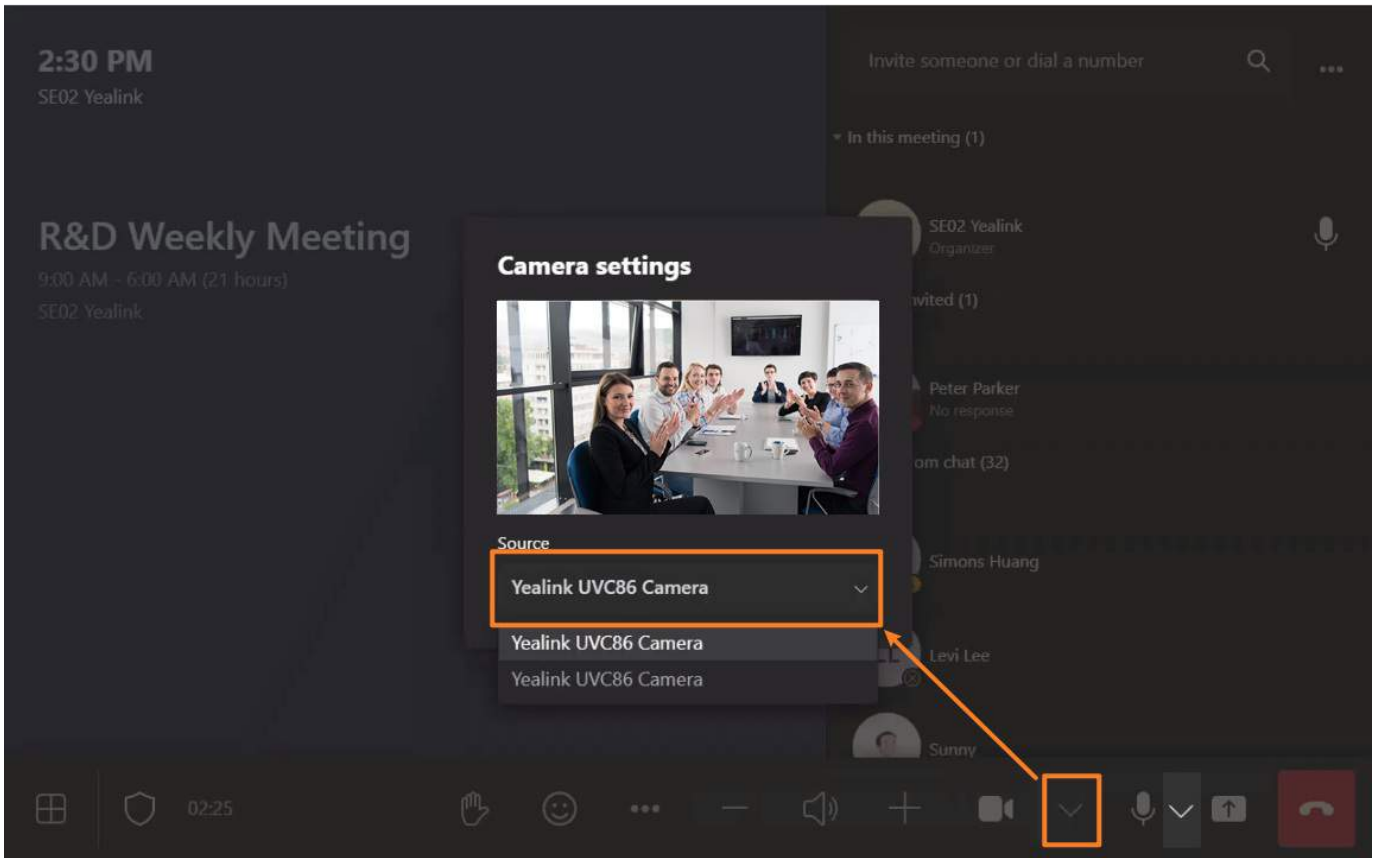 2:30 PM
SE02 Yealink
Invite someone or dial a number
In this meeting (1)
R&D Weekly Meeting
9:00 AM - 6:00 AM (21 hours)
SE02 Yealink
SE02 Yealink
Organizer
Camera settings
(1)
Peter Parker
No response
chat (32)
Source
Yealink UVC86 Camera
Simons Huang
Yealink UVC86 Camera
Yealink UVC86 Camera
Levi Lee
Sunny
02:25